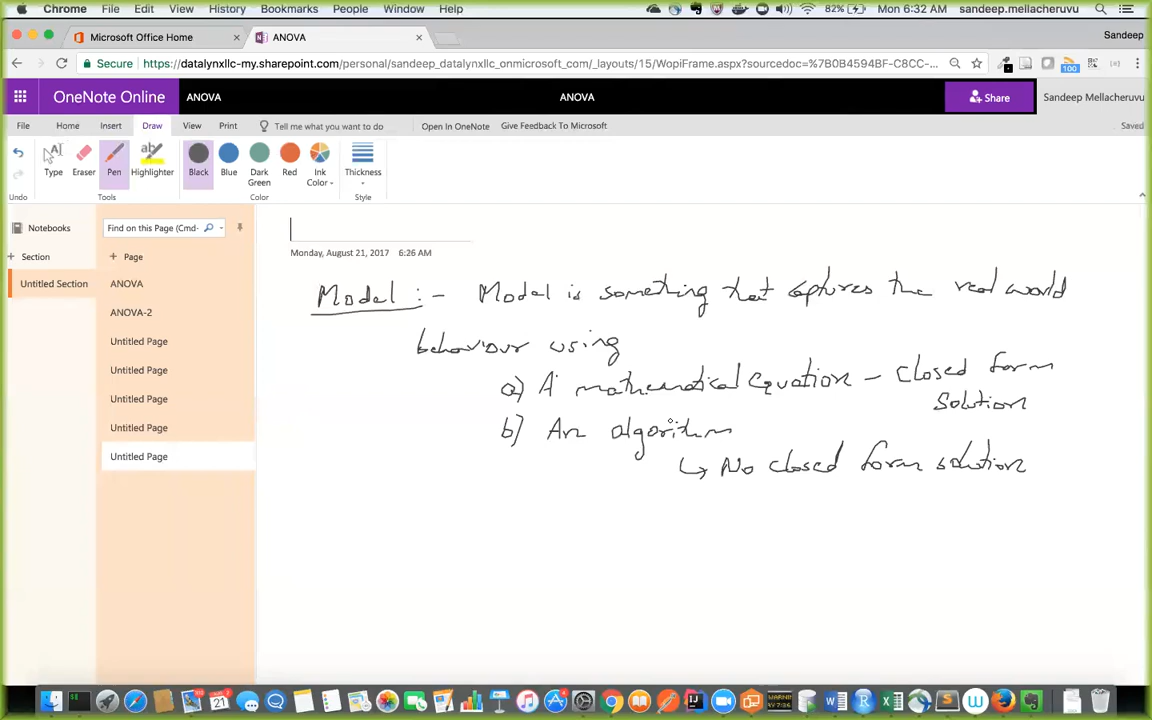 Chrome File Edit View History Bookmarks People Window Help 82% Mon 6:32 AM sandeep.mellacheruvu
Microsoft Office Home ANOVA Sandeep
Secure https://datalynxllc-my.sharepoint.com/personal/sandeep_datalynxllc_onmicrosoft_com/_layouts/15/WopiFrame.aspx?sourcedoc=%7B0B4594BF-C8CC-... 100
OneNote Online ANOVA ANOVA Share Sandeep Mellacheruvu
File Home Insert Draw View Print Tell me what you want to do Open In OneNote Give Feedback To Microsoft Saved
Undo Type Eraser Pen Highlighter Black Blue Dark Green Red Ink Color Thickness
Tools Color Style
Notebooks Find on this Page (Cmd-
Section Page
Monday, August 21, 2017 6:26 AM
Untitled Section ANOVA
ANOVA-2
Untitled Page
Untitled Page
Untitled Page
Untitled Page
Untitled Page
Model :- Model is something that captures the real world
behaviour using
a) A mathematical Equation - closed form
solution
b) An algorithm
↳ No closed form solution